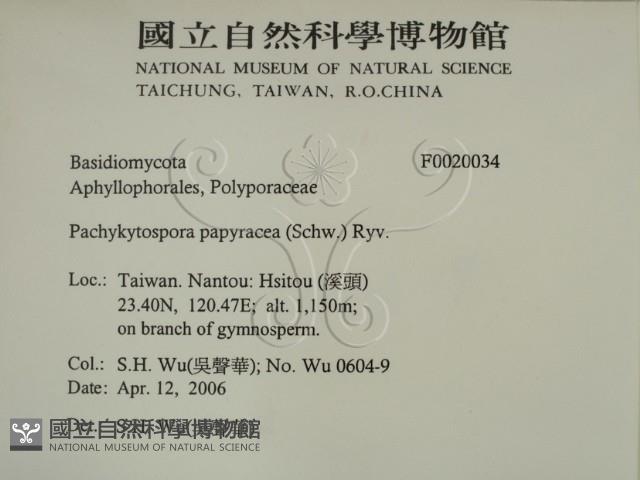 國立自然科學博物館
NATIONAL MUSEUM OF NATURAL SCIENCE
TAICHUNG, TAIWAN, R.O.CHINA
Basidiomycota F0020034
Aphyllophorales, Polyporaceae
Pachykytospora papyracea (Schw.) Ryv.
Loc.: Taiwan. Nantou: Hsitou (溪頭)
23.40N, 120.47E; alt. 1,150m;
on branch of gymnosperm.
Col.: S.H. Wu(吳聲華); No. Wu 0604-9
Date: Apr. 12, 2006
國立自然科學博物館
NATIONAL MUSEUM OF NATURAL SCIENCE